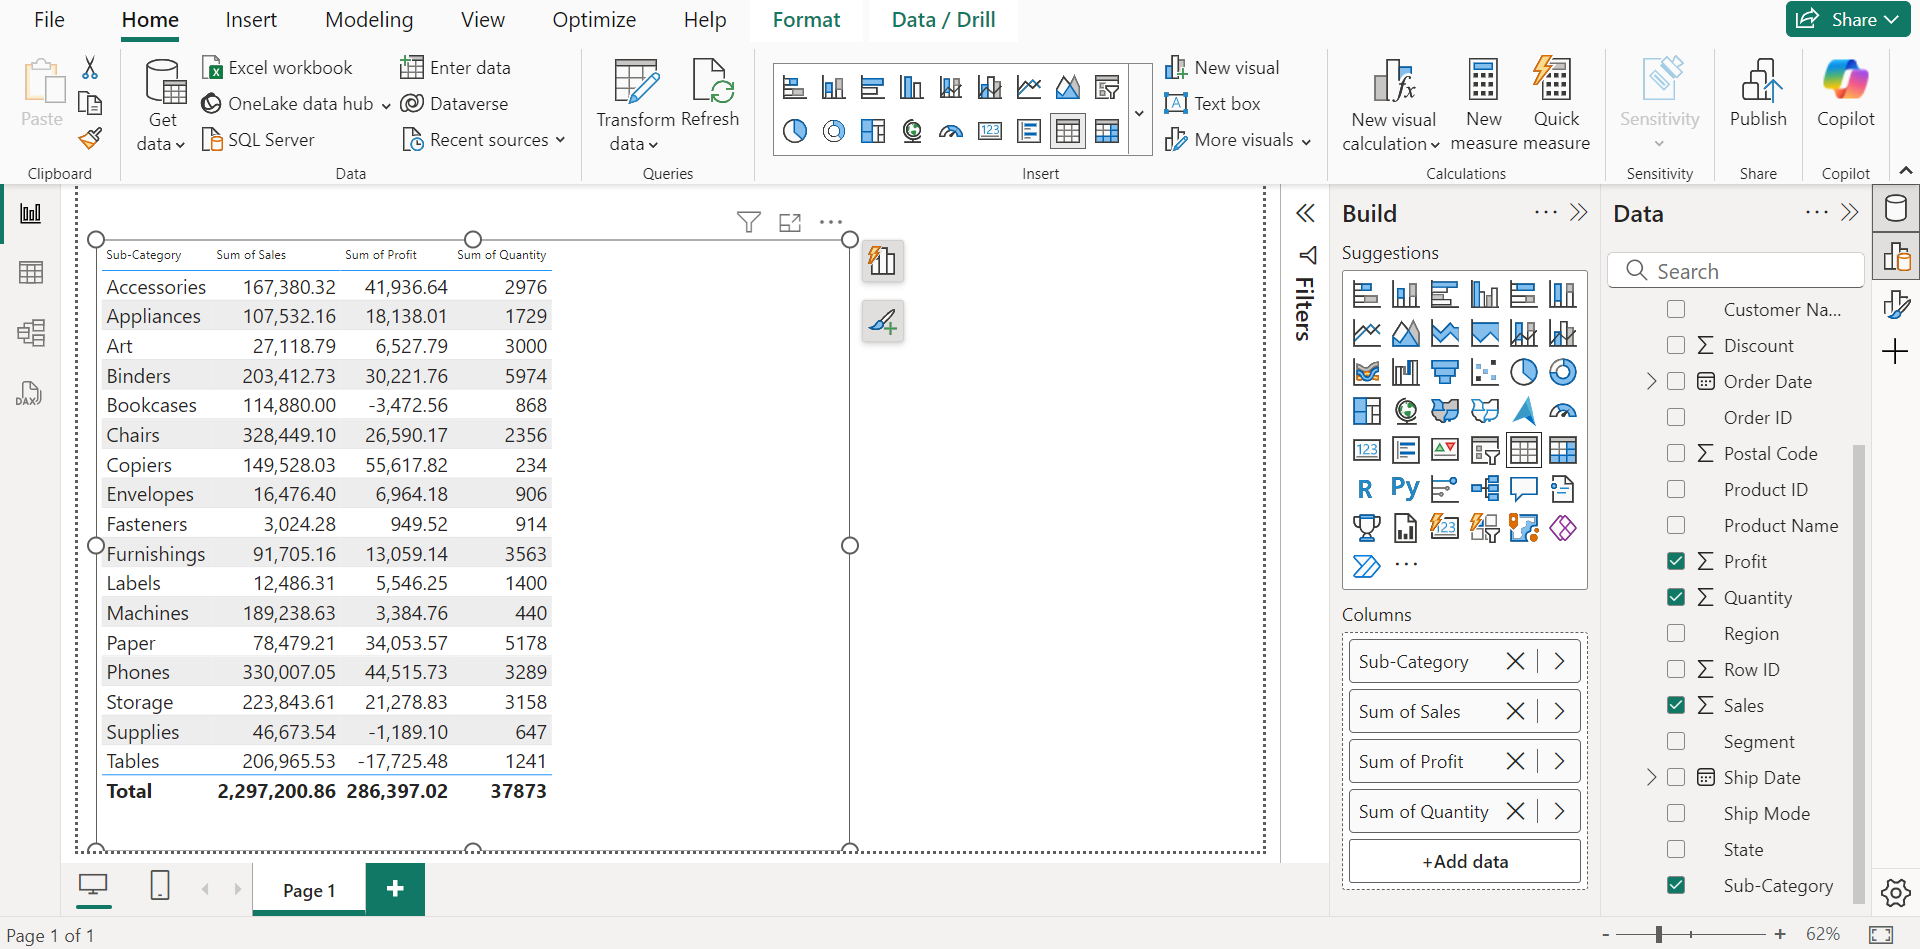 File
Home
Insert
Modeling
View
Optimize
Help
Format
Data / Drill
Share
Paste
Clipboard
Get data
Excel workbook
OneLake data hub
SQL Server
Enter data
Dataverse
Recent sources
Data
Transform data
Refresh
Queries
New visual
Text box
More visuals
Insert
New visual calculation
New measure
Quick measure
Calculations
Sensitivity
Sensitivity
Publish
Share
Copilot
Copilot
Sub-Category Sum of Sales Sum of Profit Sum of Quantity
Accessories 167,380.32 41,936.64 2976
Appliances 107,532.16 18,138.01 1729
Art 27,118.79 6,527.79 3000
Binders 203,412.73 30,221.76 5974
Bookcases 114,880.00 -3,472.56 868
Chairs 328,449.10 26,590.17 2356
Copiers 149,528.03 55,617.82 234
Envelopes 16,476.40 6,964.18 906
Fasteners 3,024.28 949.52 914
Furnishings 91,705.16 13,059.14 3563
Labels 12,486.31 5,546.25 1400
Machines 189,238.63 3,384.76 440
Paper 78,479.21 34,053.57 5178
Phones 330,007.05 44,515.73 3289
Storage 223,843.61 21,278.83 3158
Supplies 46,673.54 -1,189.10 647
Tables 206,965.53 -17,725.48 1241
Total 2,297,200.86 286,397.02 37873
Filters
Build
Suggestions
123
R Py
123
Columns
Sub-Category
Sum of Sales
Sum of Profit
Sum of Quantity
+Add data
Data
Search
Customer Na...
Discount
Order Date
Order ID
Postal Code
Product ID
Product Name
Profit
Quantity
Region
Row ID
Sales
Segment
Ship Date
Ship Mode
State
Sub-Category
DAX
Page 1
Page 1 of 1
62%